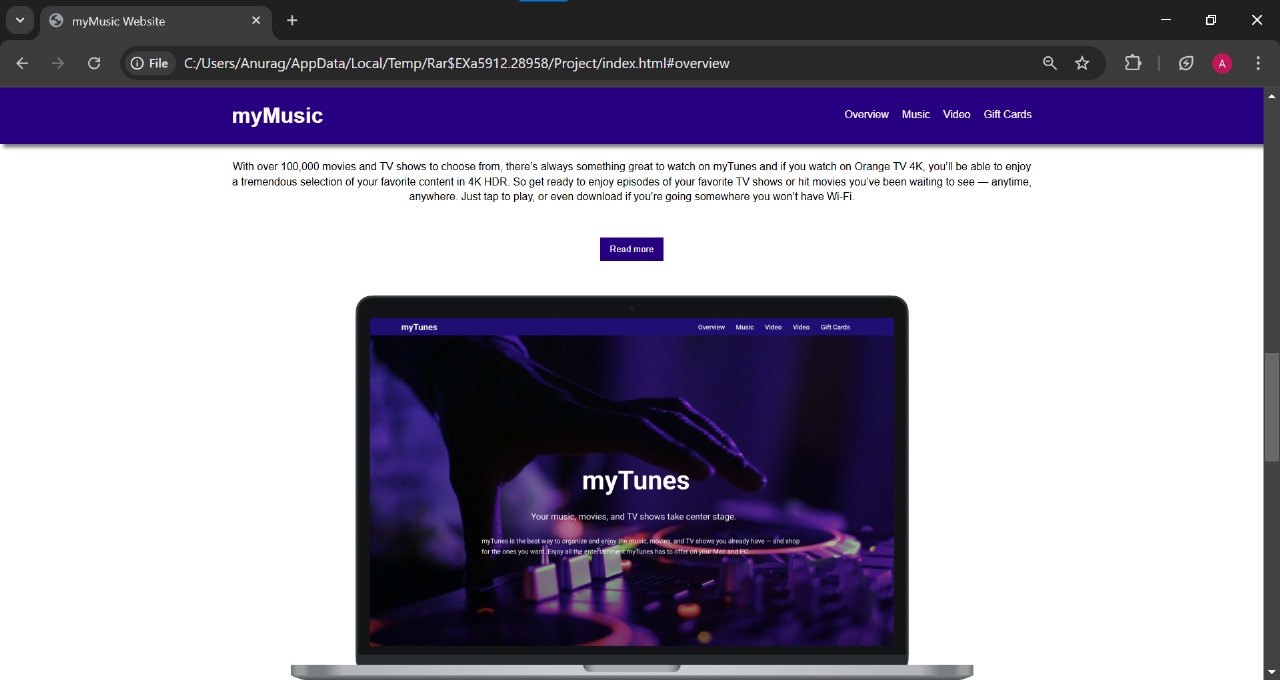 myMusic Website
File
C:/Users/Anurag/AppData/Local/Temp/Rar$EXa5912.28958/Project/index.html#overview
A
myMusic
Overview Music Video Gift Cards
With over 100,000 movies and TV shows to choose from, there's always something great to watch on myTunes and if you watch on Orange TV 4K, you'll be able to enjoy
a tremendous selection of your favorite content in 4K HDR. So get ready to enjoy episodes of your favorite TV shows or hit movies you've been waiting to see — anytime,
anywhere. Just tap to play, or even download if you're going somewhere you won't have Wi-Fi.
Read more
myTunes
Overview Music Video Video Gift Cards
myTunes
Your music, movies, and TV shows take center stage.
myTunes is the best way to organize and enjoy the music, movies, and TV shows you already have — and shop
for the ones you want. Enjoy all the entertainment myTunes has to offer on your Mac and PC.